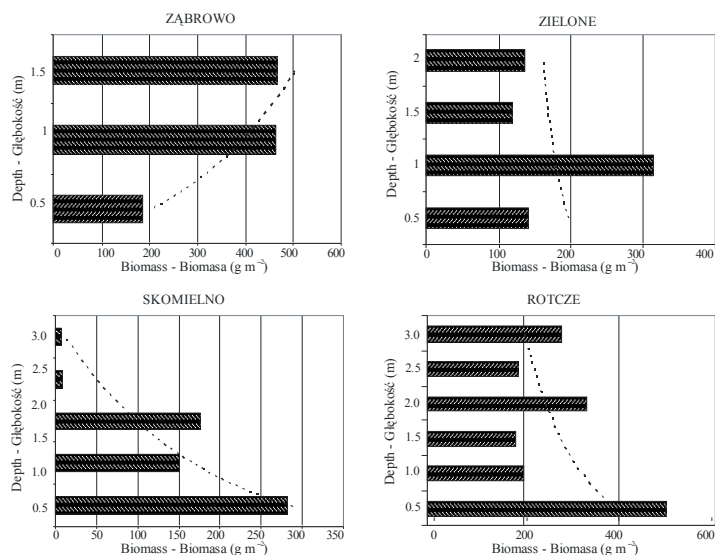 ZĄBROWO
Depth - Głębokość (m)
1.5
1
0.5
0 100 200 300 400 500 600
Biomass - Biomasa (g m⁻²)
ZIELONE
Depth - Głębokość (m)
2
1.5
1
0.5
0 100 200 300 400
Biomass - Biomasa (g m⁻²)
SKOMIELNO
Depth - Głębokość (m)
3.0
2.5
2.0
1.5
1.0
0.5
0 50 100 150 200 250 300 350
Biomass - Biomasa (g m⁻²)
ROTCZE
Depth - Głębokość (m)
3.0
2.5
2.0
1.5
1.0
0.5
0 200 400 600
Biomass - Biomasa (g m⁻²)